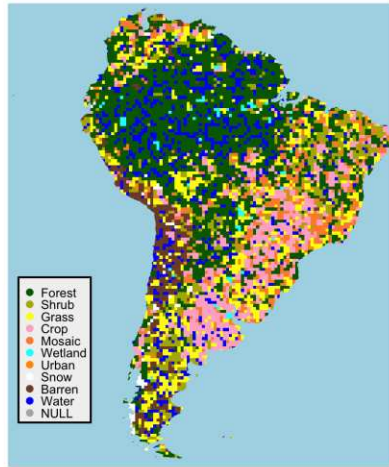 Forest
Shrub
Grass
Crop
Mosaic
Wetland
Urban
Snow
Barren
Water
NULL